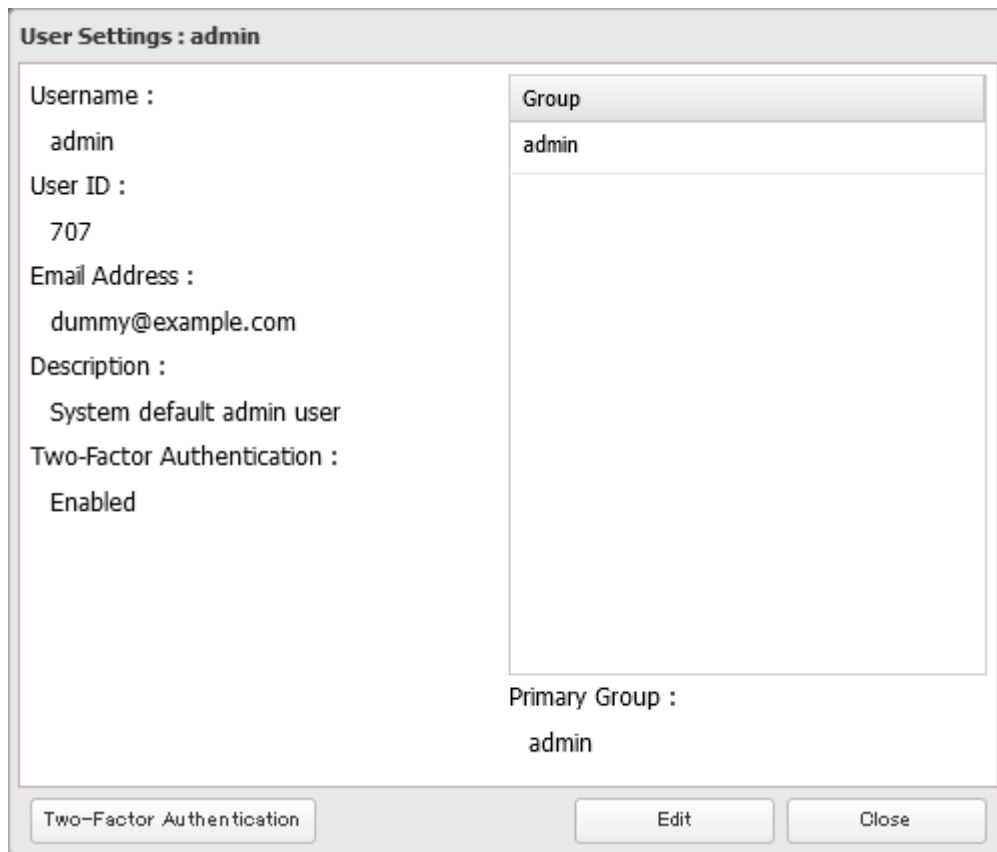 User Settings : admin
Username :
admin
User ID :
707
Email Address :
dummy@example.com
Description :
System default admin user
Two-Factor Authentication :
Enabled
Group
admin
Primary Group :
admin
Two-Factor Authentication
Edit
Close